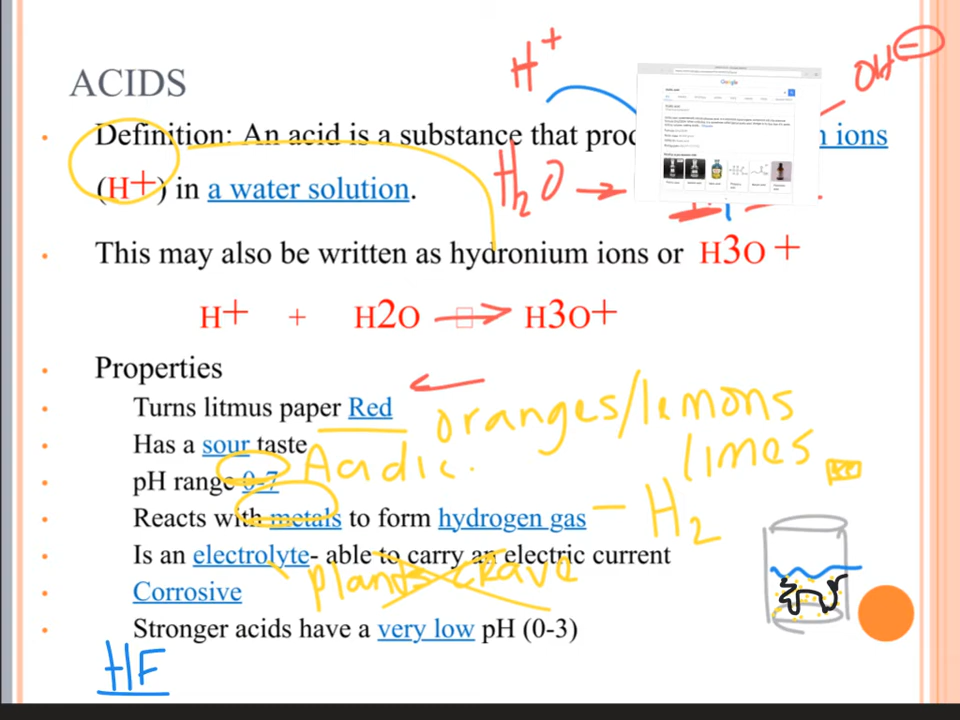 H+
OH-
ACIDS
Google
Definition: An acid is a substance that prod n ions
(H+) in a water solution.
H2O
This may also be written as hydronium ions or H3O +
H+ + H2O → H3O+
Properties
Turns litmus paper Red
oranges/lemons
limes
Has a sour taste
Acidic.
pH range 0-7
Reacts with metals to form hydrogen gas – H2
Is an electrolyte- able to carry an electric current
plants crave
Corrosive
Stronger acids have a very low pH (0-3)
HF